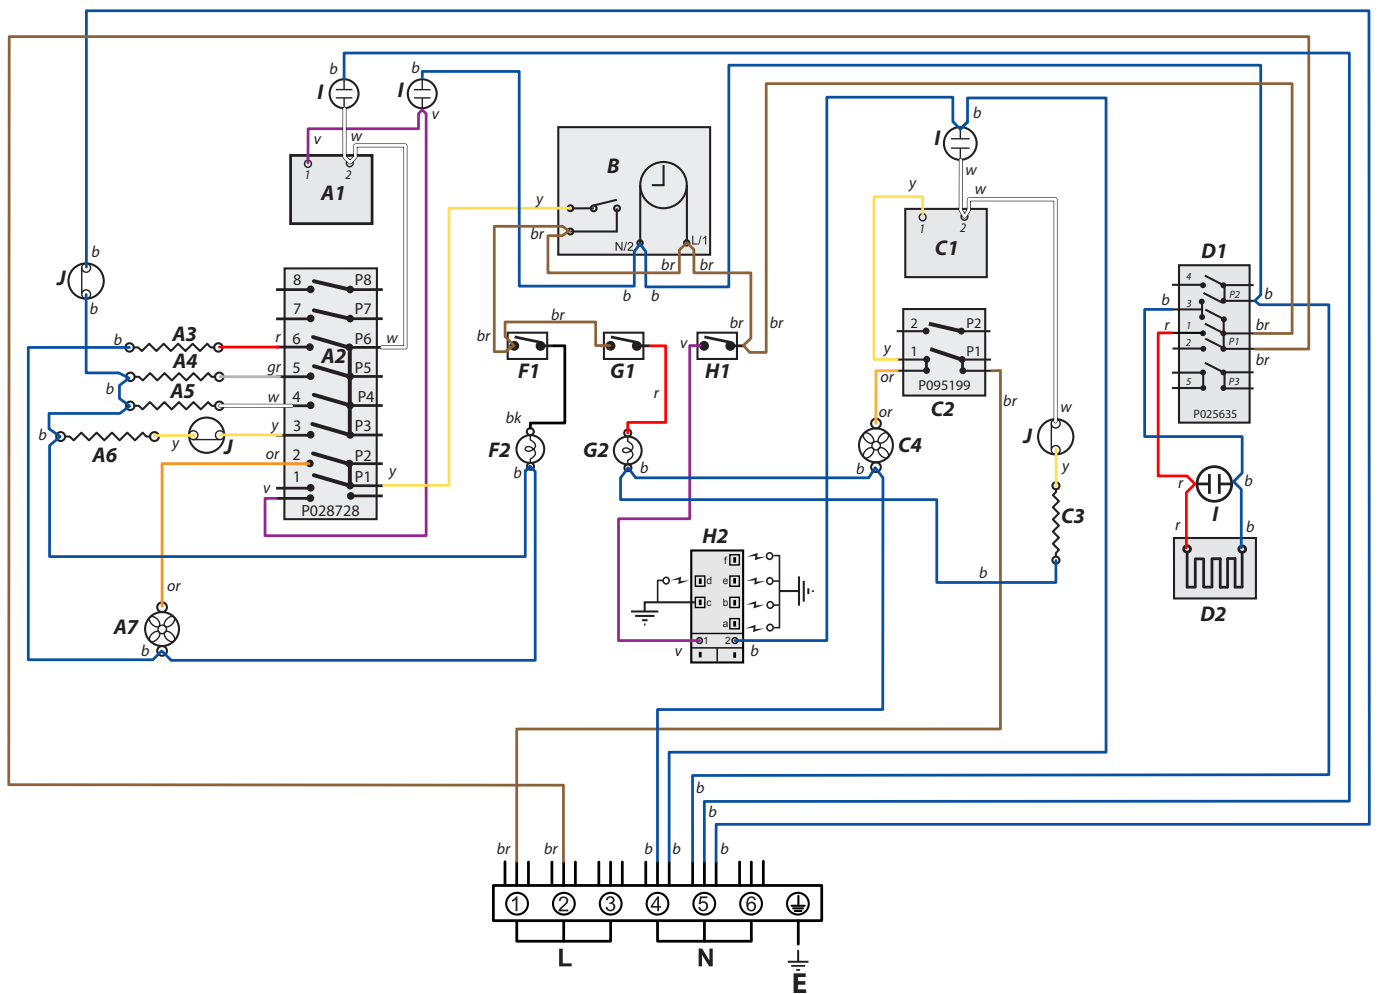 b
b
I
I
v
v
w
1
2
A1
B
y
br
N/2
L/1
br
br
b
b
b
I
w
w
y
1
2
C1
D1
4
3
1
2
5
P2
P1
P3
b
r
b
br
br
P025635
b
J
b
8
P8
7
P7
6
P6
A2
5
P5
4
P4
3
P3
2
P2
1
P1
P028728
b
A3
r
w
A4
gr
b
A5
w
b
A6
y
J
y
or
v
y
br
br
F1
G1
v
H1
br
br
bk
r
F2
b
G2
b
2
P2
1
P1
P095199
y
or
C2
br
or
C4
b
w
J
y
C3
b
r
b
I
r
b
D2
H2
f
d
e
c
b
a
1
2
v
b
or
A7
b
b
b
br
br
b
b
b
1
2
3
4
5
6
L
N
E